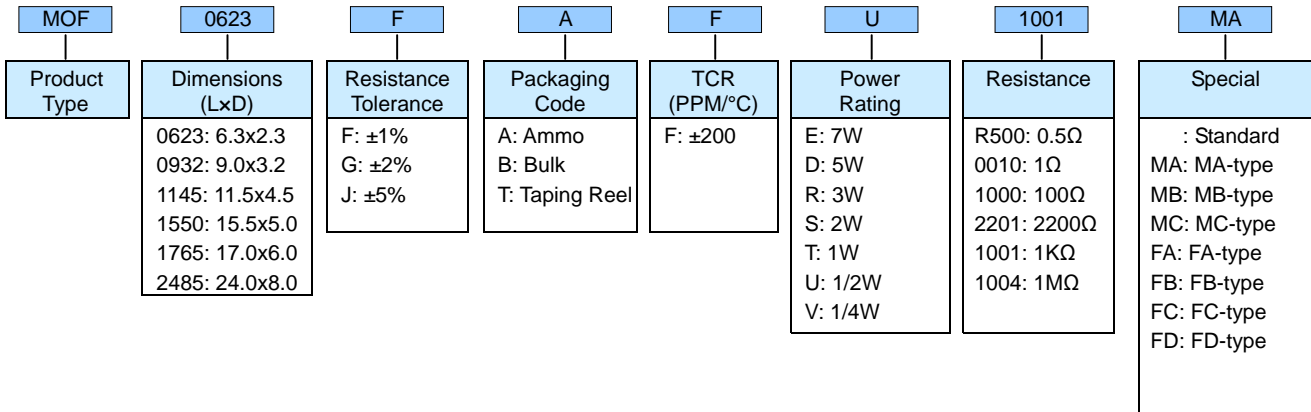 MOF 0623 F A F U 1001 MA
Product
Type
Dimensions
(L×D)
0623: 6.3x2.3
0932: 9.0x3.2
1145: 11.5x4.5
1550: 15.5x5.0
1765: 17.0x6.0
2485: 24.0x8.0
Resistance
Tolerance
F: ±1%
G: ±2%
J: ±5%
Packaging
Code
A: Ammo
B: Bulk
T: Taping Reel
TCR
(PPM/°C)
F: ±200
Power
Rating
E: 7W
D: 5W
R: 3W
S: 2W
T: 1W
U: 1/2W
V: 1/4W
Resistance
R500: 0.5Ω
0010: 1Ω
1000: 100Ω
2201: 2200Ω
1001: 1KΩ
1004: 1MΩ
Special
: Standard
MA: MA-type
MB: MB-type
MC: MC-type
FA: FA-type
FB: FB-type
FC: FC-type
FD: FD-type